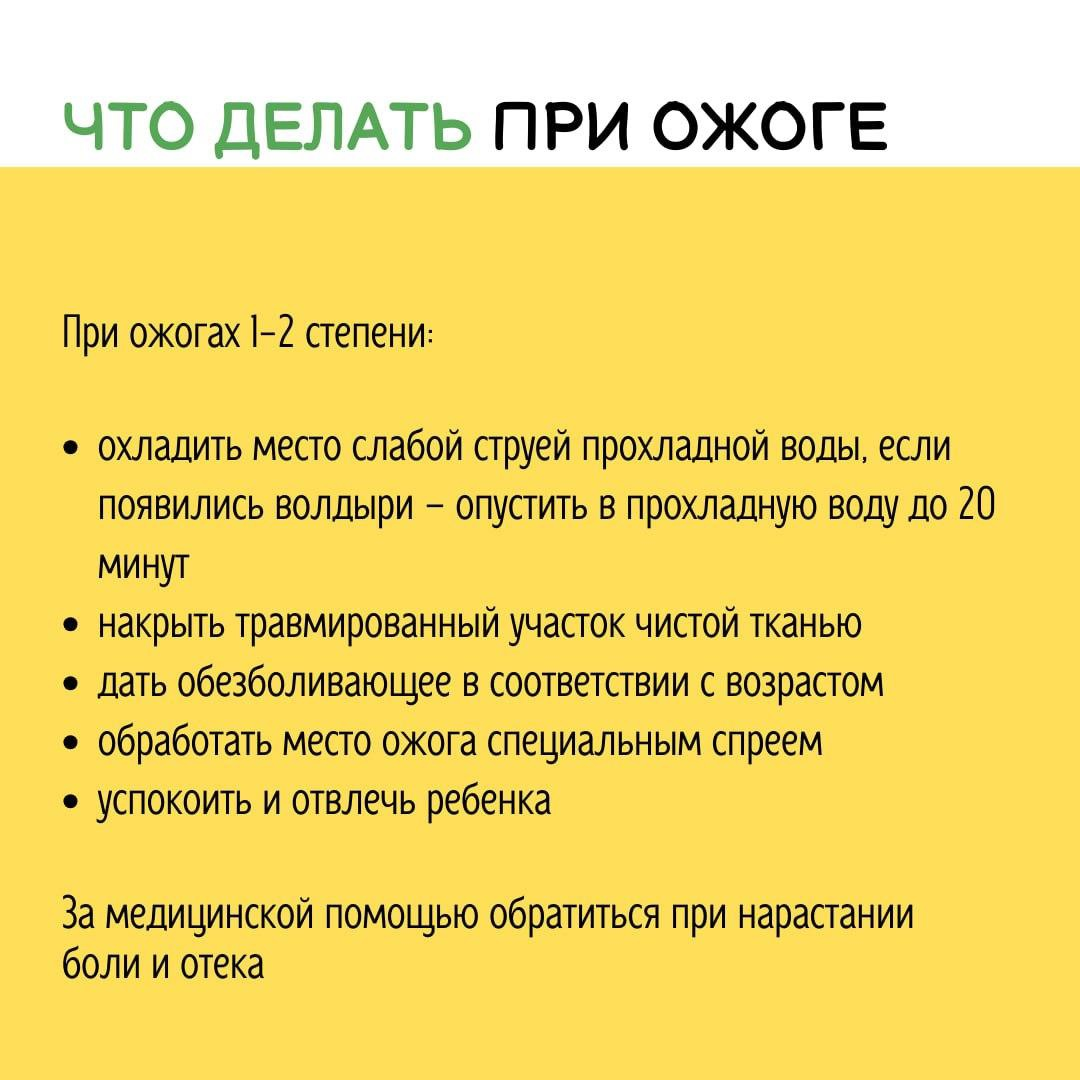 ЧТО ДЕЛАТЬ ПРИ ОЖОГЕ
При ожогах 1-2 степени:
• охладить место слабой струей прохладной воды, если
появились волдыри – опустить в прохладную воду до 20
минут
• накрыть травмированный участок чистой тканью
• дать обезболивающее в соответствии с возрастом
• обработать место ожога специальным спреем
• успокоить и отвлечь ребенка
За медицинской помощью обратиться при нарастании
боли и отека